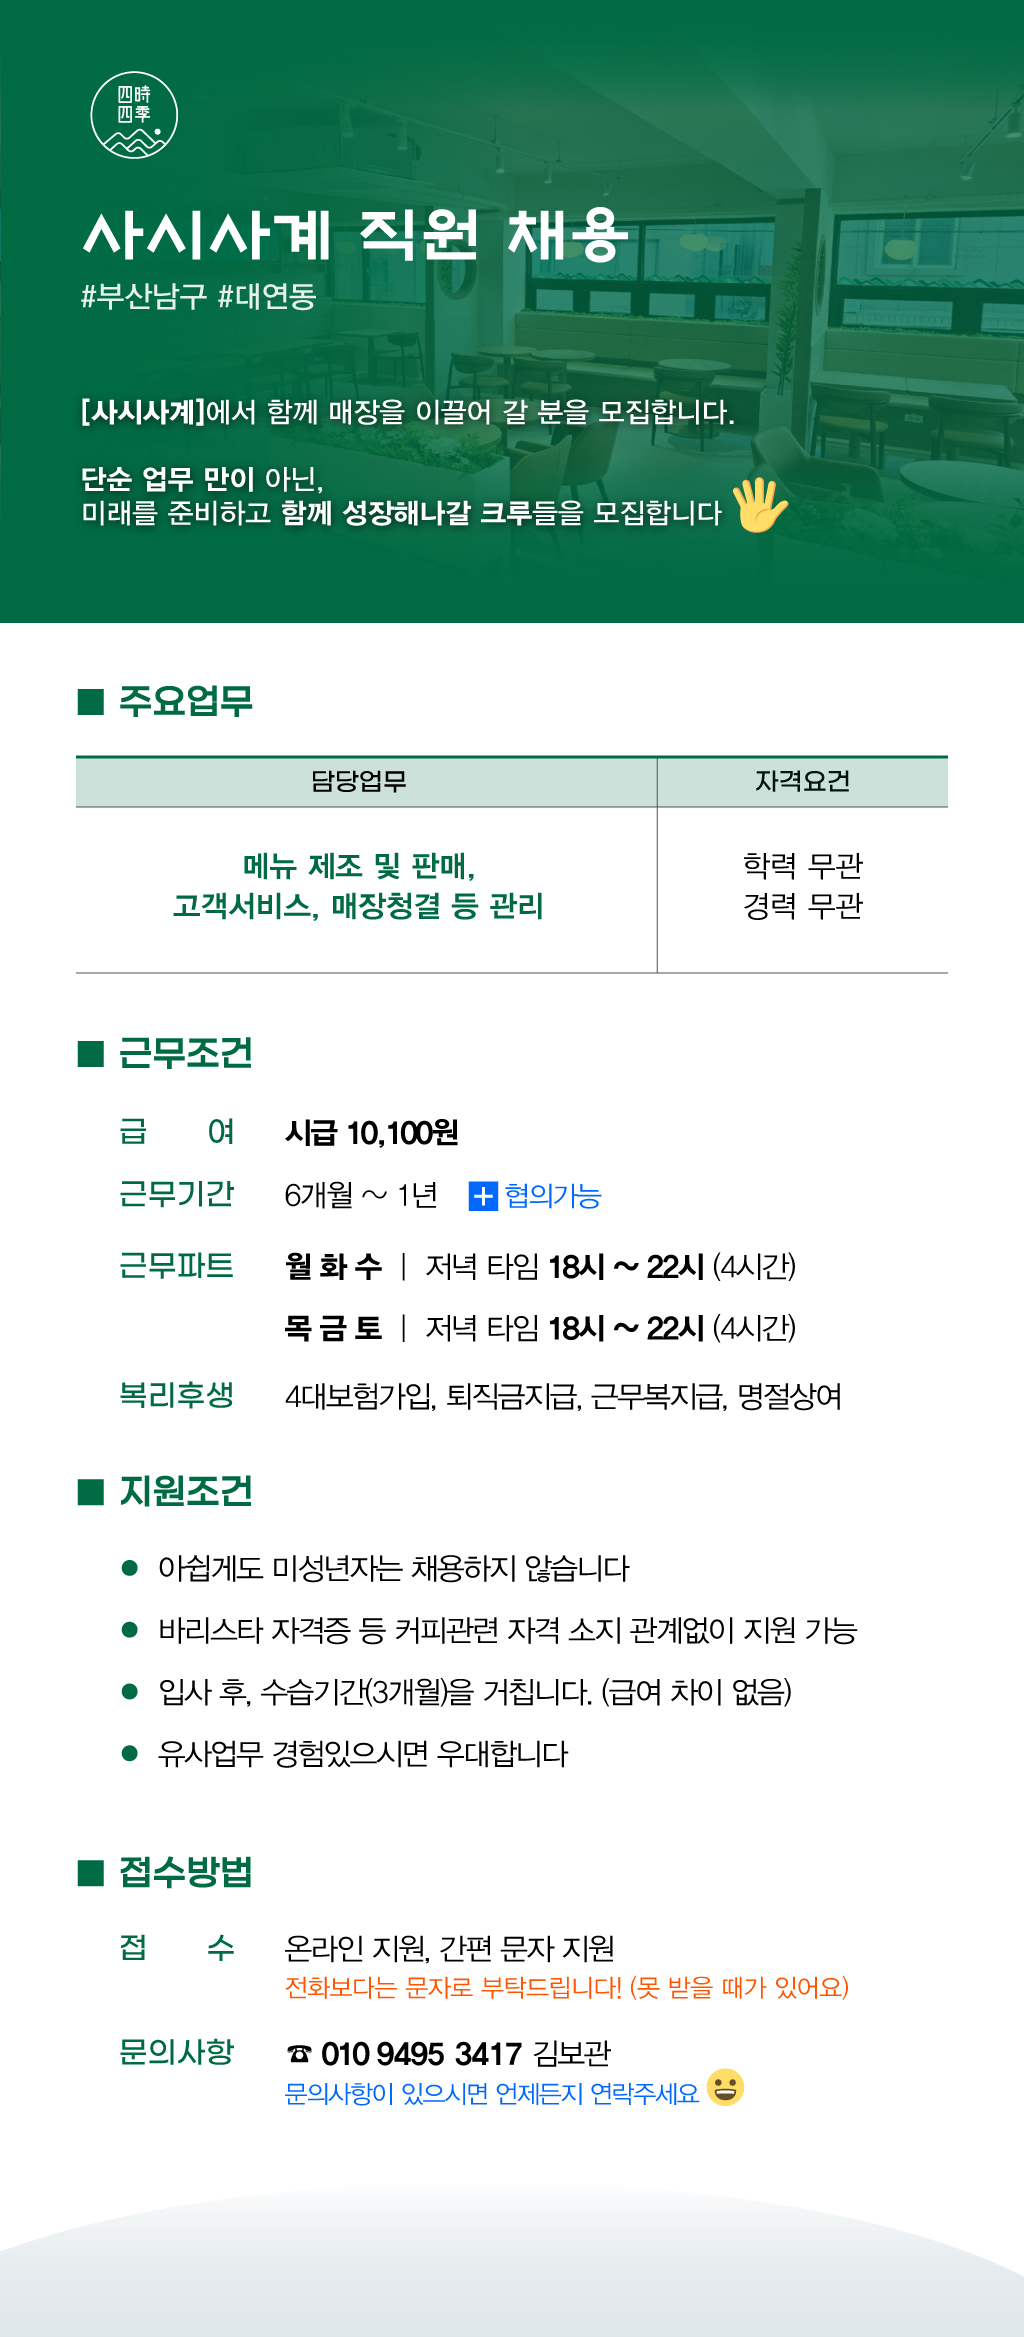 四時
四季
사시사계 직원 채용
#부산남구 #대연동
[사시사계]에서 함께 매장을 이끌어 갈 분을 모집합니다.
단순 업무 만이 아닌,
미래를 준비하고 함께 성장해나갈 크루들을 모집합니다 🖐
■ 주요업무
담당업무 자격요건
메뉴 제조 및 판매, 학력 무관
고객서비스, 매장청결 등 관리 경력 무관
■ 근무조건
급 여 시급 10,100원
근무기간 6개월 ~ 1년 ➕ 협의가능
근무파트 월 화 수 | 저녁 타임 18시 ~ 22시 (4시간)
목 금 토 | 저녁 타임 18시 ~ 22시 (4시간)
복리후생 4대보험가입, 퇴직금지급, 근무복지급, 명절상여
■ 지원조건
● 아쉽게도 미성년자는 채용하지 않습니다
● 바리스타 자격증 등 커피관련 자격 소지 관계없이 지원 가능
● 입사 후, 수습기간(3개월)을 거칩니다. (급여 차이 없음)
● 유사업무 경험있으시면 우대합니다
■ 접수방법
접 수 온라인 지원, 간편 문자 지원
전화보다는 문자로 부탁드립니다! (못 받을 때가 있어요)
문의사항 ☎ 010 9495 3417 김보관
문의사항이 있으시면 언제든지 연락주세요 😀